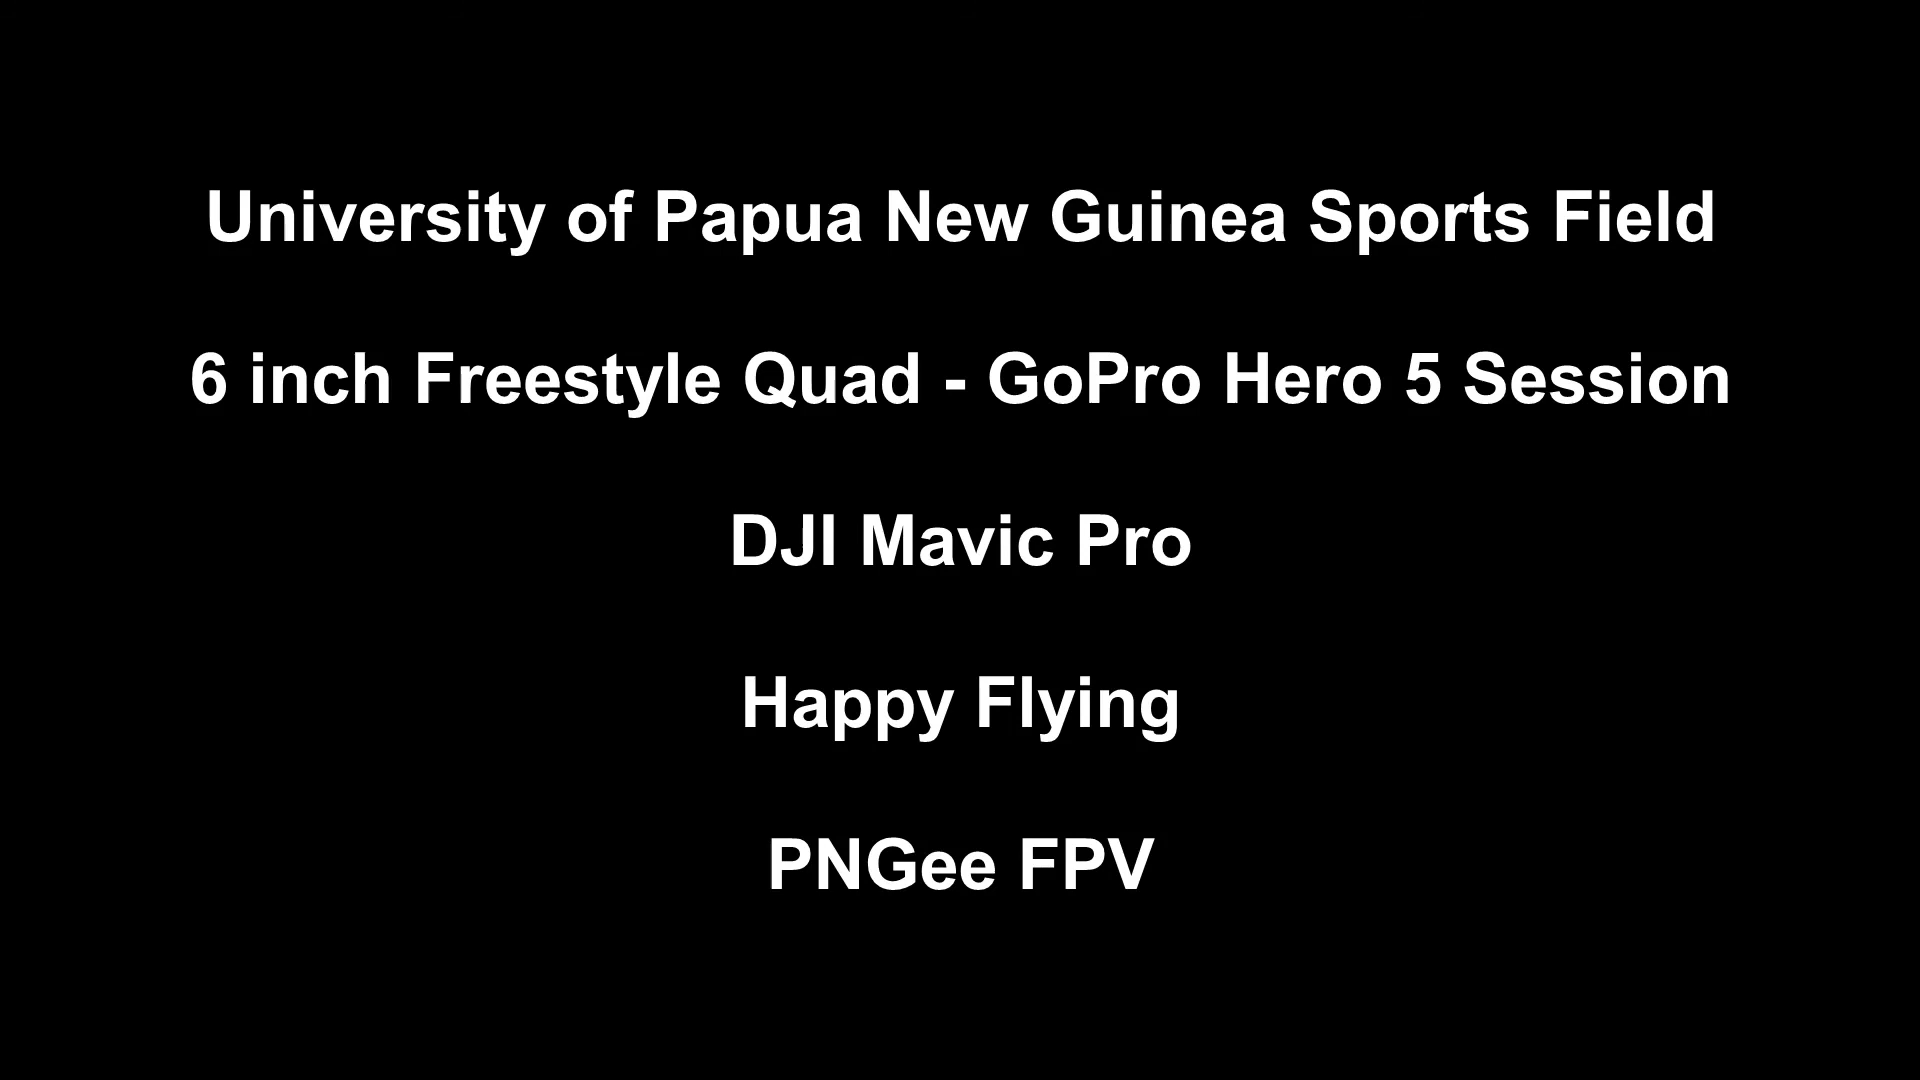 University of Papua New Guinea Sports Field
6 inch Freestyle Quad - GoPro Hero 5 Session
DJI Mavic Pro
Happy Flying
PNGee FPV